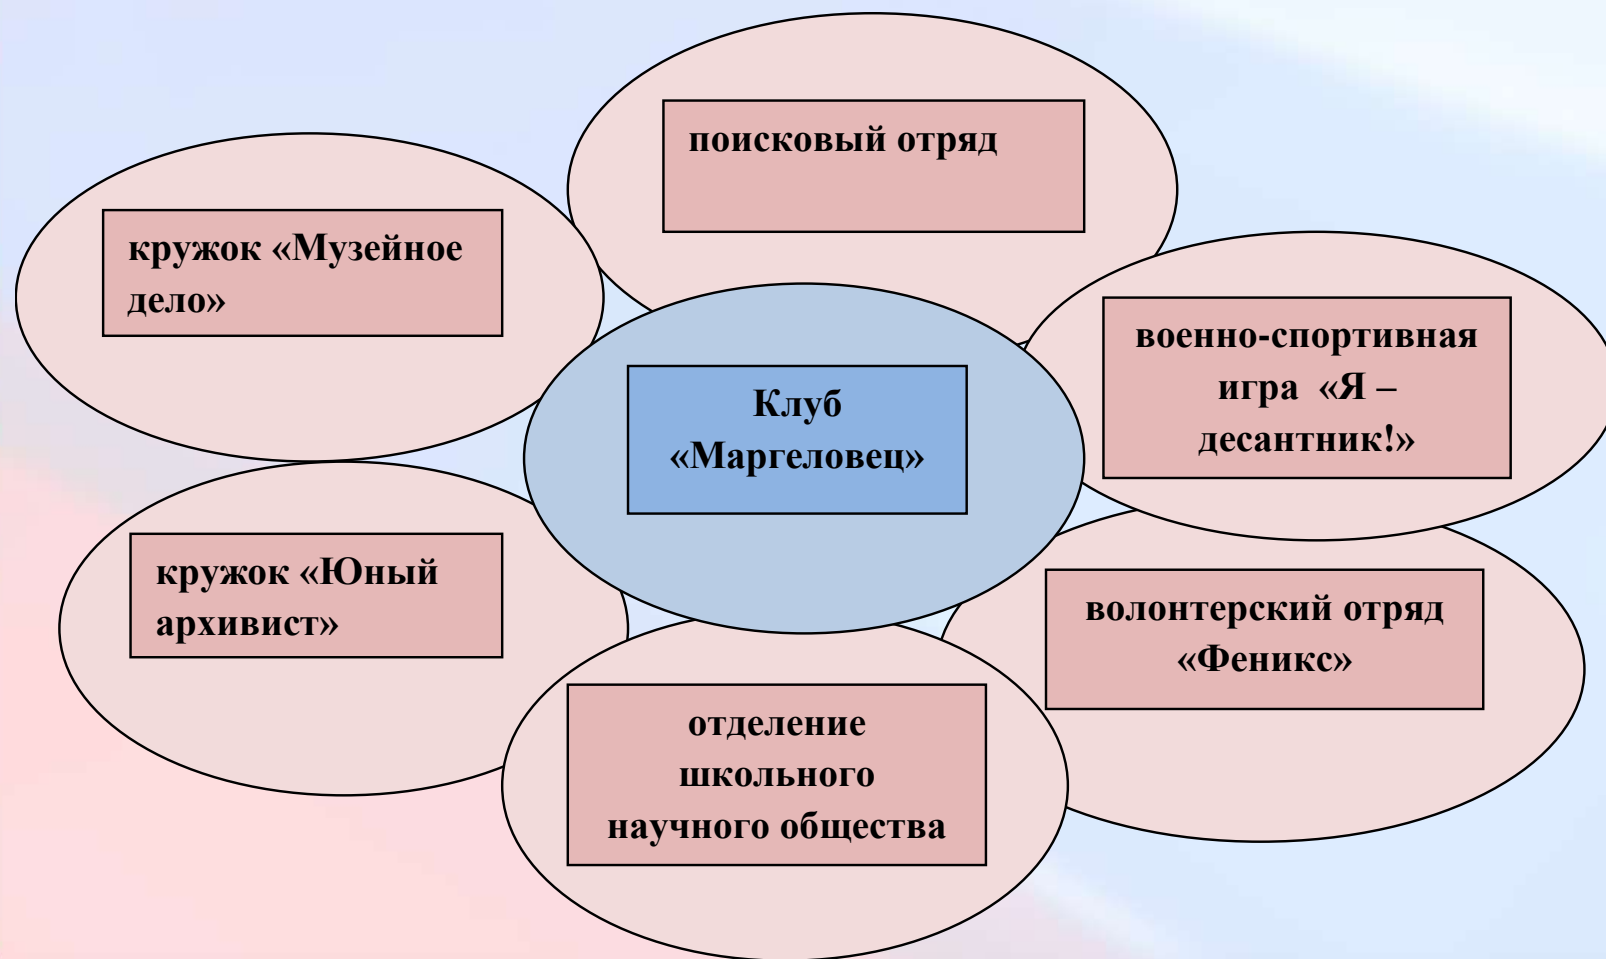 поисковый отряд
кружок «Музейное
дело»
военно-спортивная
игра «Я –
десантник!»
Клуб
«Маргеловец»
кружок «Юный
архивист»
волонтерский отряд
«Феникс»
отделение
школьного
научного общества